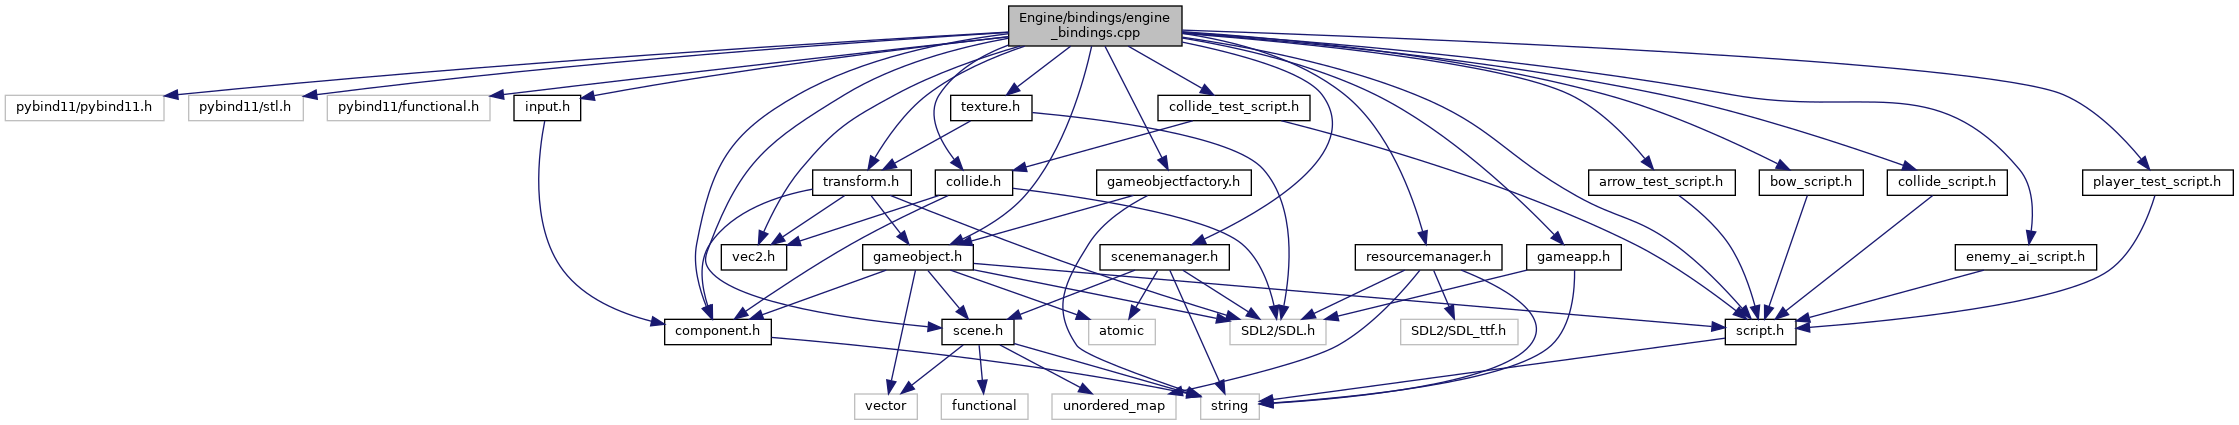 Engine/bindings/engine
_bindings.cpp
pybind11/pybind11.h
pybind11/stl.h
pybind11/functional.h
input.h
texture.h
collide_test_script.h
transform.h
collide.h
gameobjectfactory.h
arrow_test_script.h
bow_script.h
collide_script.h
player_test_script.h
vec2.h
gameobject.h
scenemanager.h
resourcemanager.h
gameapp.h
enemy_ai_script.h
component.h
scene.h
atomic
SDL2/SDL.h
SDL2/SDL_ttf.h
script.h
vector
functional
unordered_map
string